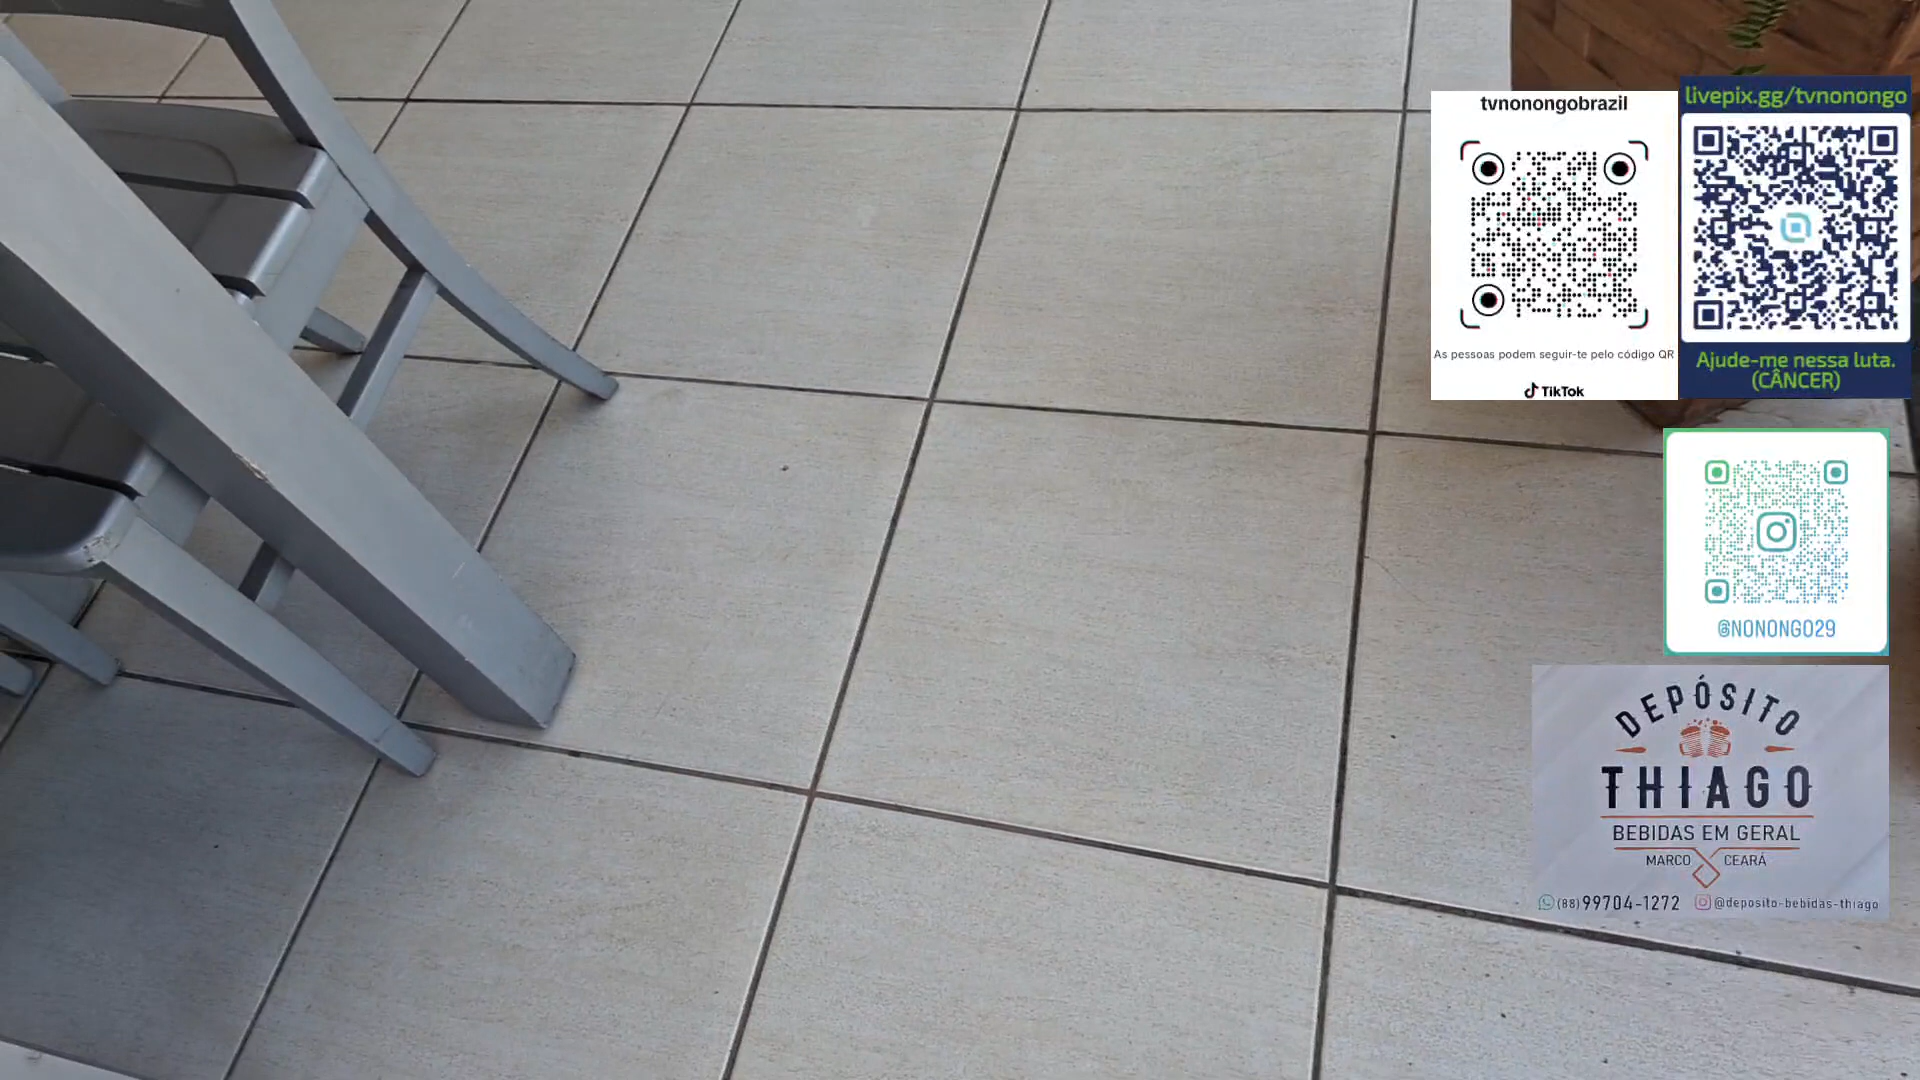 tvnonongobrazil
As pessoas podem seguir-te pelo código QR
TikTok
livepix.gg/tvnonongo
Ajude-me nessa luta.
(CÂNCER)
@NONONGO29
DEPÓSITO
THIAGO
BEBIDAS EM GERAL
MARCO CEARÁ
(88) 99704-1272 @deposito-bebidas-thiago